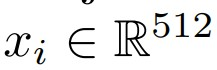 x_i ∈ ℝ^512